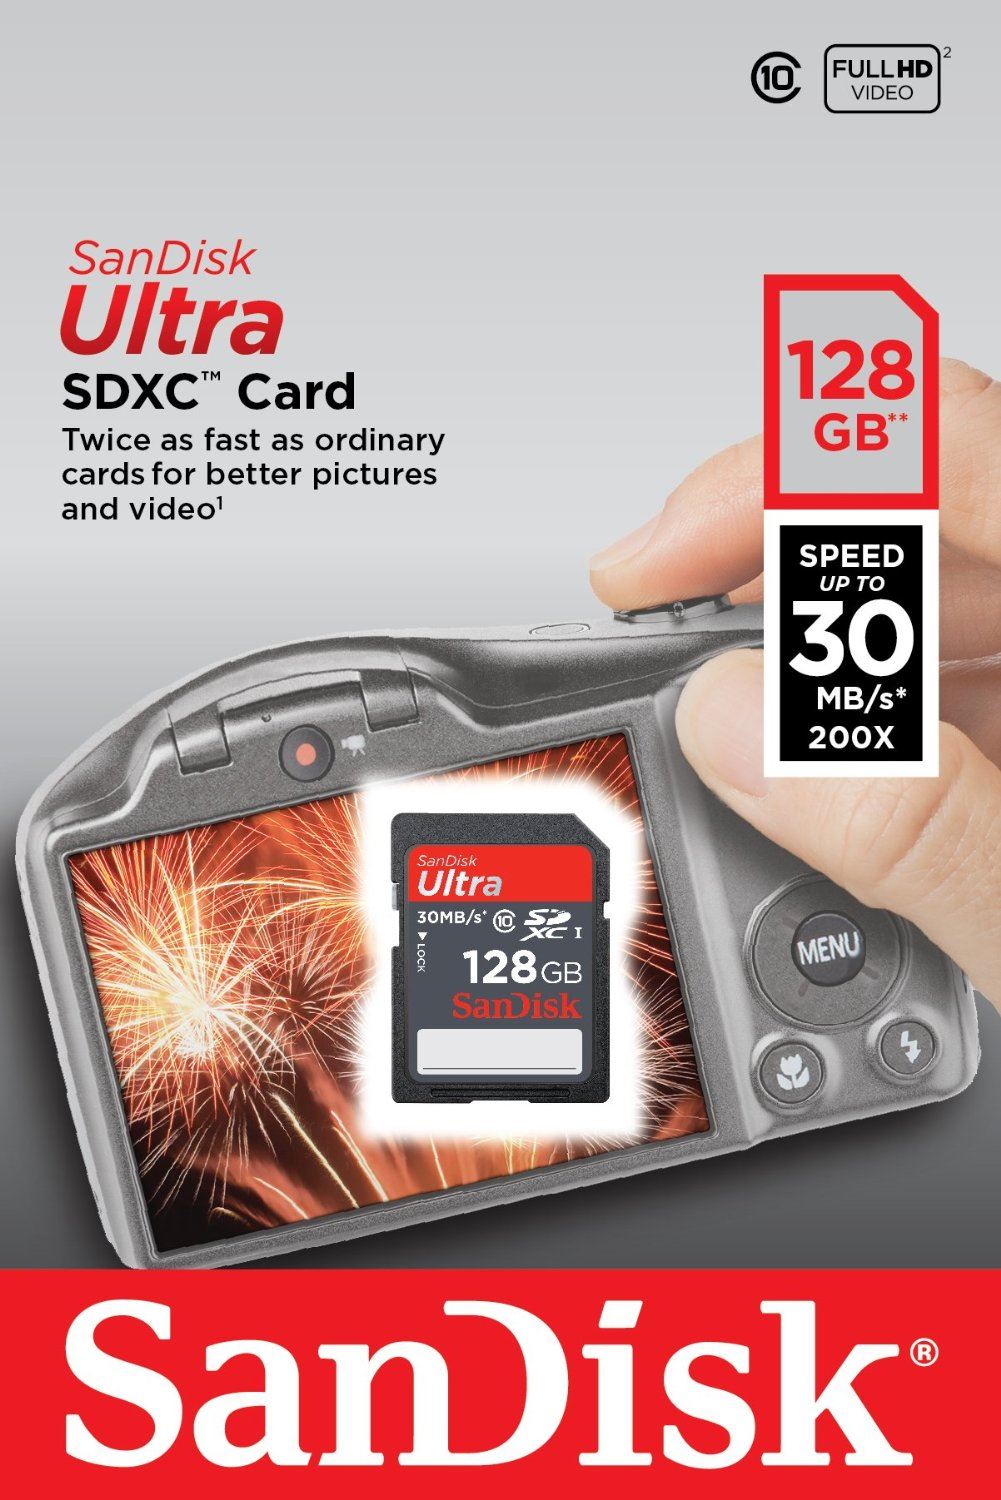 10
FULL HD 2
VIDEO
SanDisk
Ultra
SDXC™ Card
Twice as fast as ordinary
cards for better pictures
and video¹
128
GB**
SPEED
UP TO
30
MB/s*
200X
SanDisk
Ultra
30MB/s* 10 SD XC I
LOCK
128GB
SanDisk
MENU
SanDisk®